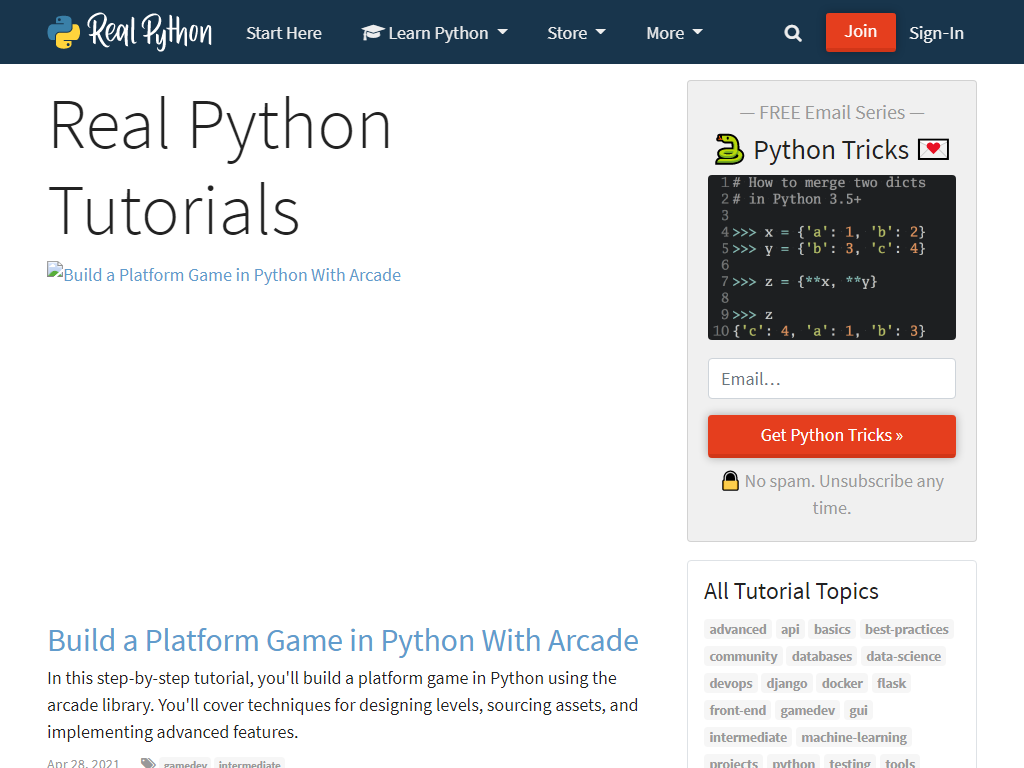 Real Python
Start Here
Learn Python
Store
More
Join
Sign-In
Real Python
Tutorials
Build a Platform Game in Python With Arcade
Build a Platform Game in Python With Arcade
In this step-by-step tutorial, you'll build a platform game in Python using the
arcade library. You'll cover techniques for designing levels, sourcing assets, and
implementing advanced features.
Apr 28, 2021 gamedev intermediate
— FREE Email Series —
Python Tricks
1 # How to merge two dicts
2 # in Python 3.5+
3
4 >>> x = {'a': 1, 'b': 2}
5 >>> y = {'b': 3, 'c': 4}
6
7 >>> z = {**x, **y}
8
9 >>> z
10 {'c': 4, 'a': 1, 'b': 3}
Email…
Get Python Tricks »
No spam. Unsubscribe any
time.
All Tutorial Topics
advanced api basics best-practices
community databases data-science
devops django docker flask
front-end gamedev gui
intermediate machine-learning
projects python testing tools